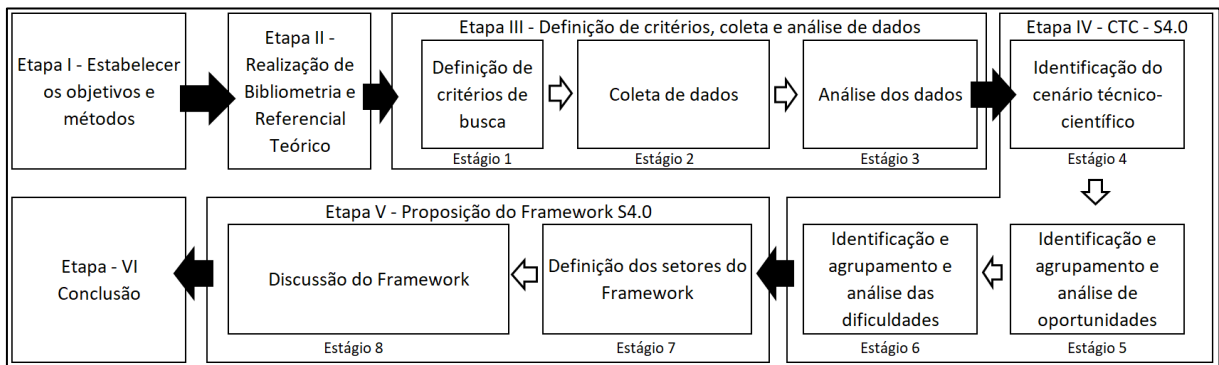 Etapa I - Estabelecer
os objetivos e
métodos
Etapa II -
Realização de
Bibliometria e
Referencial
Teórico
Etapa III - Definição de critérios, coleta e análise de dados
Definição de
critérios de
busca
Estágio 1
Coleta de dados
Estágio 2
Análise dos dados
Estágio 3
Etapa IV - CTC - S4.0
Identificação do
cenário técnico-
científico
Estágio 4
Identificação e
agrupamento e
análise de
oportunidades
Estágio 5
Identificação e
agrupamento e
análise das
dificuldades
Estágio 6
Etapa V - Proposição do Framework S4.0
Definição dos setores do
Framework
Estágio 7
Discussão do Framework
Estágio 8
Etapa - VI
Conclusão